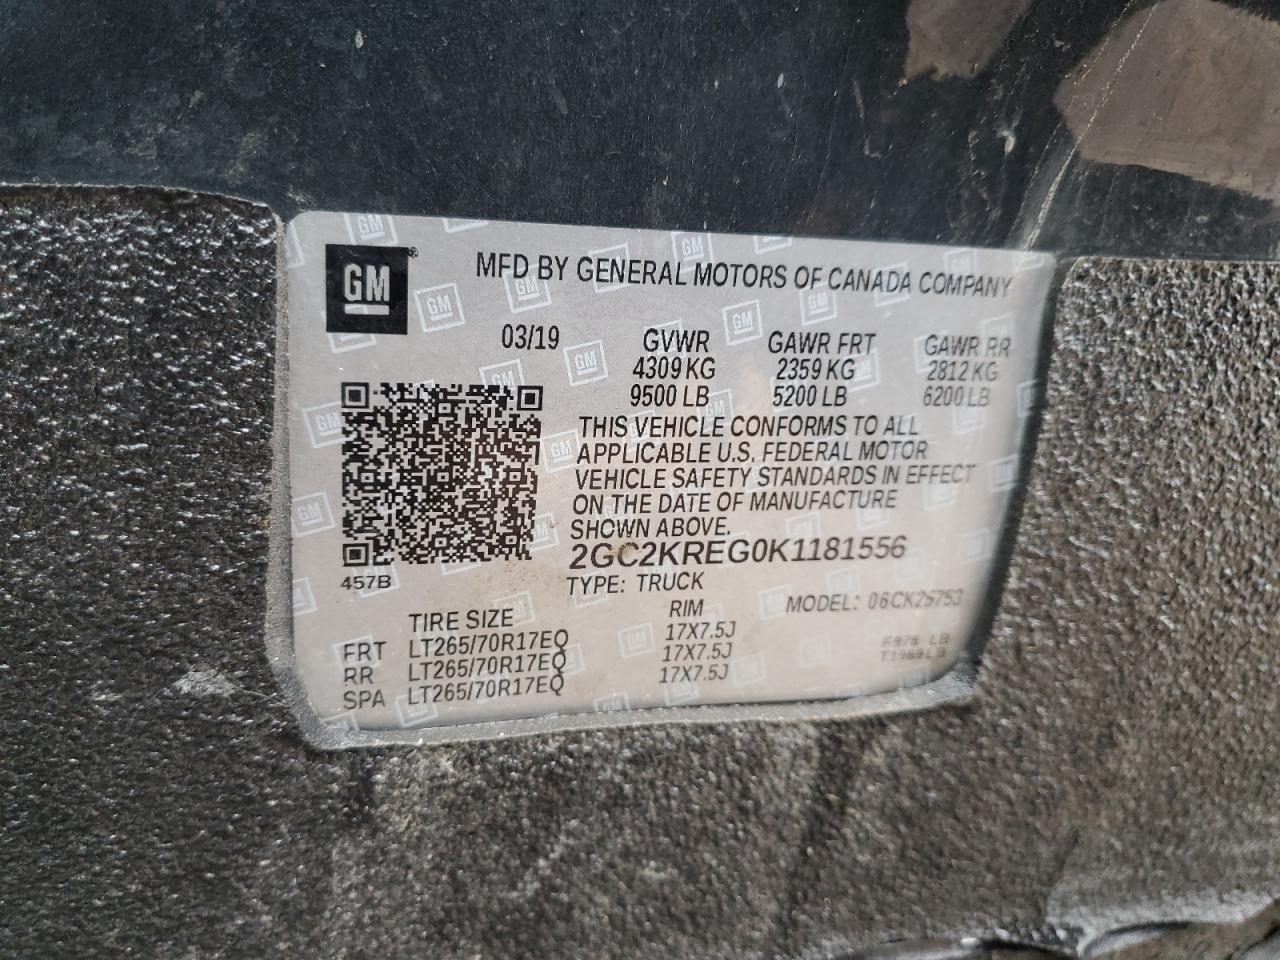 GM®
MFD BY GENERAL MOTORS OF CANADA COMPANY
03/19 GVWR GAWR FRT GAWR RR
4309 KG 2359 KG 2812 KG
9500 LB 5200 LB 6200 LB
THIS VEHICLE CONFORMS TO ALL
APPLICABLE U.S. FEDERAL MOTOR
VEHICLE SAFETY STANDARDS IN EFFECT
ON THE DATE OF MANUFACTURE
SHOWN ABOVE.
2GC2KREG0K1181556
457B
TYPE: TRUCK
MODEL: 06CK25753
TIRE SIZE RIM
FRT LT265/70R17EQ 17X7.5J
RR LT265/70R17EQ 17X7.5J
SPA LT265/70R17EQ 17X7.5J
F976 LB
T1969LB